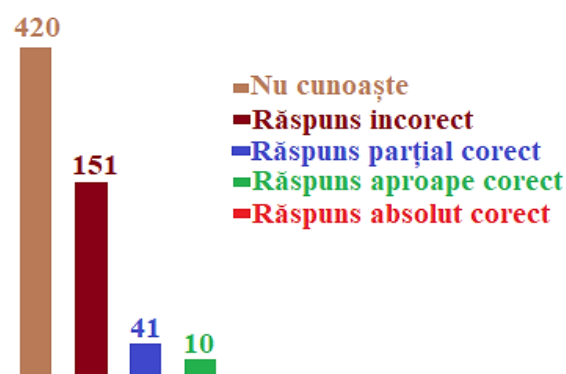 420
Nu cunoaște
Răspuns incorect
151
Răspuns parțial corect
Răspuns aproape corect
Răspuns absolut corect
41
10